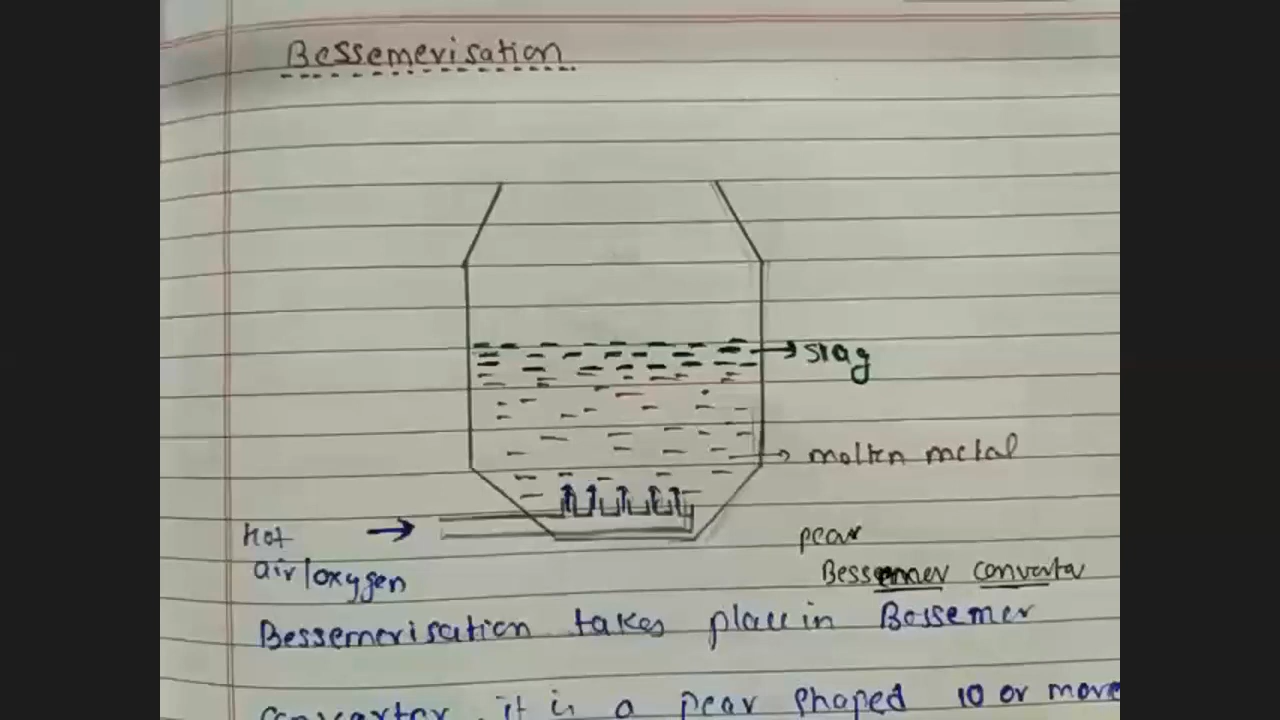 Bessemerisation
slag
molten metal
hot
air/oxygen
pear
Bessemer converter
Bessemerisation takes place in Bessemer
convertor, it is a pear shaped 10 or more